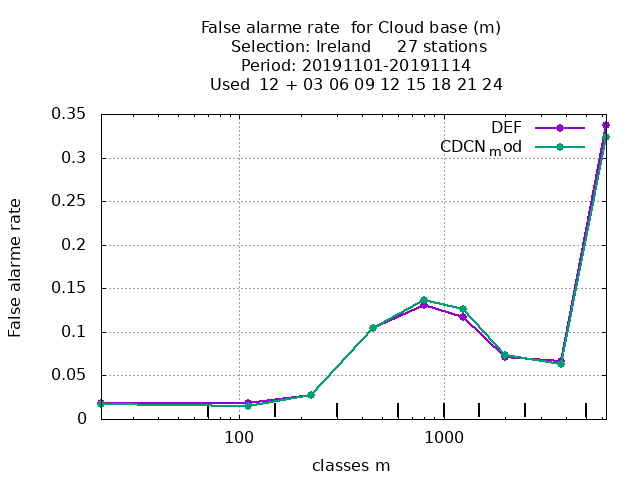 False alarme rate  for Cloud base (m)
Selection: Ireland     27 stations
Period: 20191101-20191114
Used  12 + 03 06 09 12 15 18 21 24
0.35
0.3
0.25
0.2
0.15
0.1
0.05
0
False alarme rate
DEF
CDCN_mod
100
1000
classes m